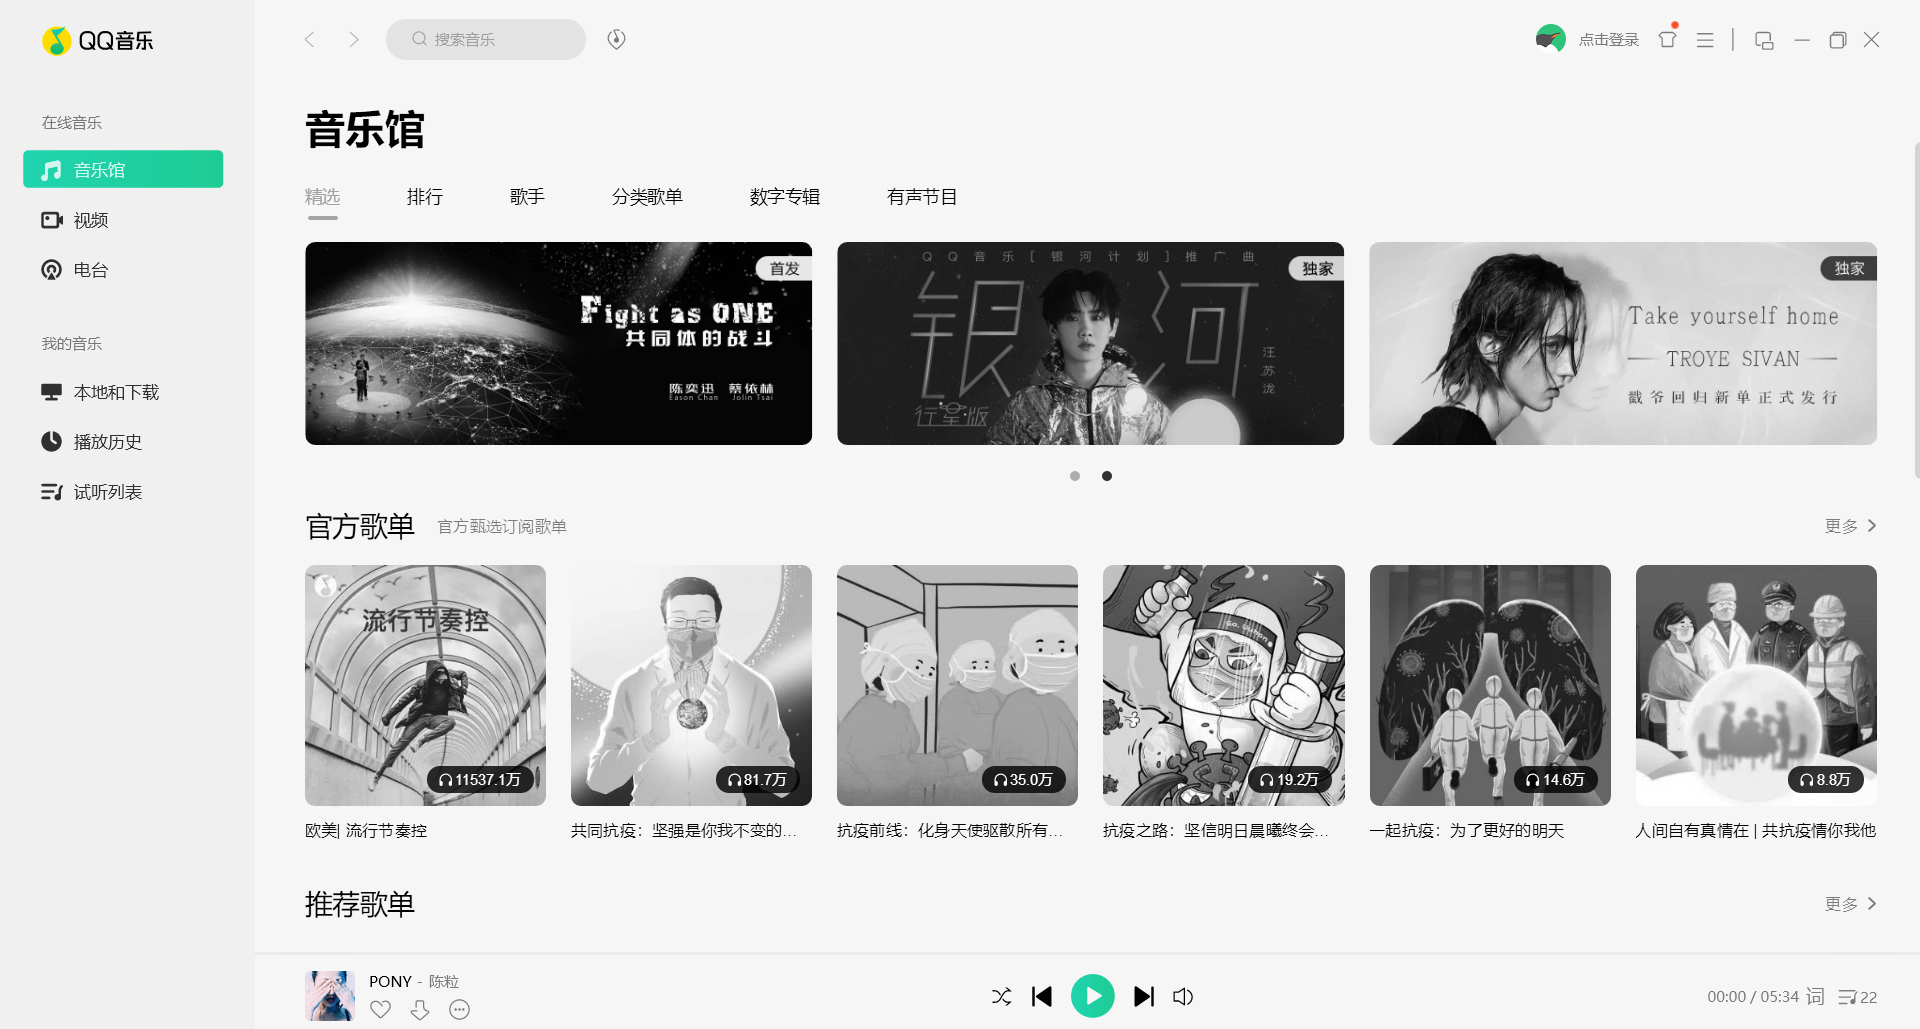 QQ音乐
搜索音乐
点击登录
在线音乐
音乐馆
视频
电台
我的音乐
本地和下载
播放历史
试听列表
音乐馆
精选 排行 歌手 分类歌单 数字专辑 有声节目
首发
Fight as ONE
共同体的战斗
陈奕迅 蔡依林
Eason Chan Jolin Tsai
QQ音乐[银河计划]推广曲
独家
银河
汪苏泷
行星版
独家
Take yourself home
TROYE SIVAN
戳爷回归新单正式发行
官方歌单 官方甄选订阅歌单 更多
流行节奏控
11537.1万
81.7万
35.0万
GO. WUHAN.
19.2万
14.6万
8.8万
欧美| 流行节奏控
共同抗疫：坚强是你我不变的...
抗疫前线：化身天使驱散所有...
抗疫之路：坚信明日晨曦终会...
一起抗疫：为了更好的明天
人间自有真情在 | 共抗疫情你我他
推荐歌单 更多
PONY - 陈粒
00:00 / 05:34 词 22